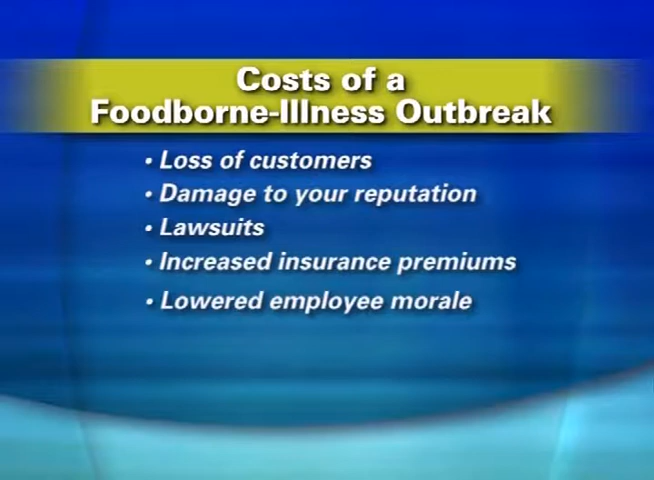 Costs of a
Foodborne-Illness Outbreak
• Loss of customers
• Damage to your reputation
• Lawsuits
• Increased insurance premiums
• Lowered employee morale